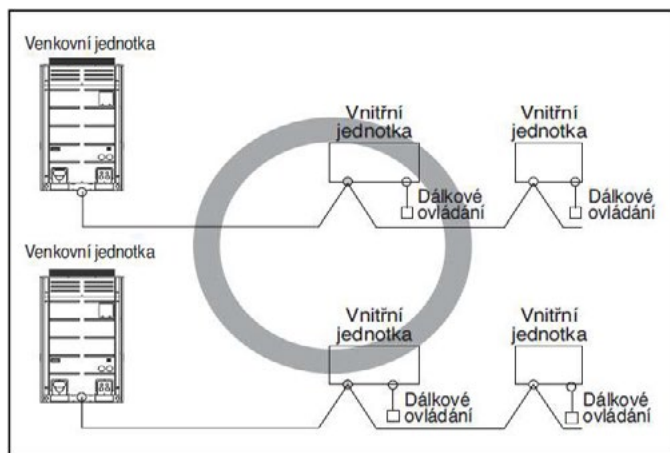 Venkovní jednotka
Vnitřní
jednotka
Vnitřní
jednotka
Dálkové
ovládání
Dálkové
ovládání
Venkovní jednotka
Vnitřní
jednotka
Vnitřní
jednotka
Dálkové
ovládání
Dálkové
ovládání